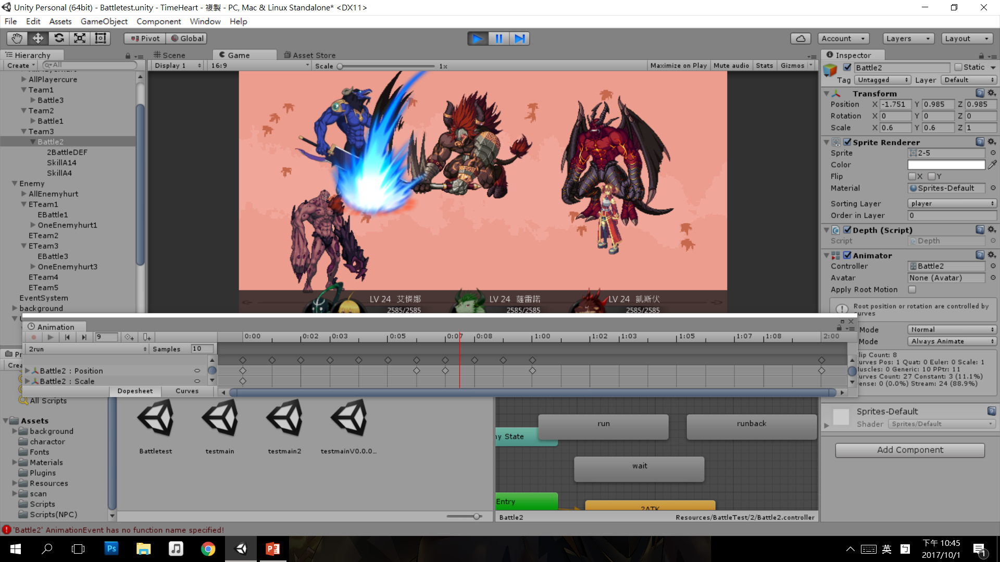 Unity Personal (64bit) - Battletest.unity - TimeHeart - 複製 - PC, Mac & Linux Standalone* <DX11>
File Edit Assets GameObject Component Window Help
Pivot Global Account Layers Layout
Hierarchy Scene Game Asset Store Inspector
Create All Display 1 16:9 Scale 1x Maximize on Play Mute audio Stats Gizmos
Battle2 Static
Tag Untagged Layer Default
AllPlayercure
Team1
Battle3
Team2
Battle1
Team3
Battle2
2BattleDEF
SkillA14
SkillA4
Enemy
AllEnemyhurt
ETeam1
EBattle1
OneEnemyhurt1
ETeam2
ETeam3
EBattle3
OneEnemyhurt3
ETeam4
ETeam5
EventSystem
background
LV 24 艾憐娜 LV 24 薩雷諾 LV 24 凱斯伏
2585/2585 2585/2585 2585/2585
Transform
Position X -1.751 Y 0.985 Z 0.985
Rotation X 0 Y 0 Z 0
Scale X 0.6 Y 0.6 Z 1
Sprite Renderer
Sprite 2-5
Color
Flip X Y
Material Sprites-Default
Sorting Layer player
Order in Layer 0
Depth (Script)
Script Depth
Animator
Controller Battle2
Avatar None (Avatar)
Apply Root Motion
Root position or rotation are controlled by
curves
Mode Normal
Mode Always Animate
Clip Count: 8
Curves Pos: 1 Quat: 0 Euler: 0 Scale: 1
Muscles: 0 Generic: 10 PPtr: 11
Curves Count: 27 Constant: 3 (11.1%)
Dense: 0 (0.0%) Stream: 24 (88.9%)
Sprites-Default
Shader Sprites/Default
Add Component
Animation
9 0:00 0:02 0:03 0:05 0:07 0:08 1:00 1:02 1:03 1:05 1:07 1:08 2:00
2run Samples 10
Battle2 : Position
Battle2 : Scale
Dopesheet Curves
All Scripts
Assets
background
charactor
Fonts
Materials
Plugins
Resources
scan
Scripts
Scripts(NPC)
Battletest testmain testmain2 testmainV0.0.0...
run runback
ny State
wait
Entry
2ATK
Battle2 Resources/BattleTest/2/Battle2.controller
'Battle2' AnimationEvent has no function name specified!
Ps
英
下午 10:45
2017/10/1
1